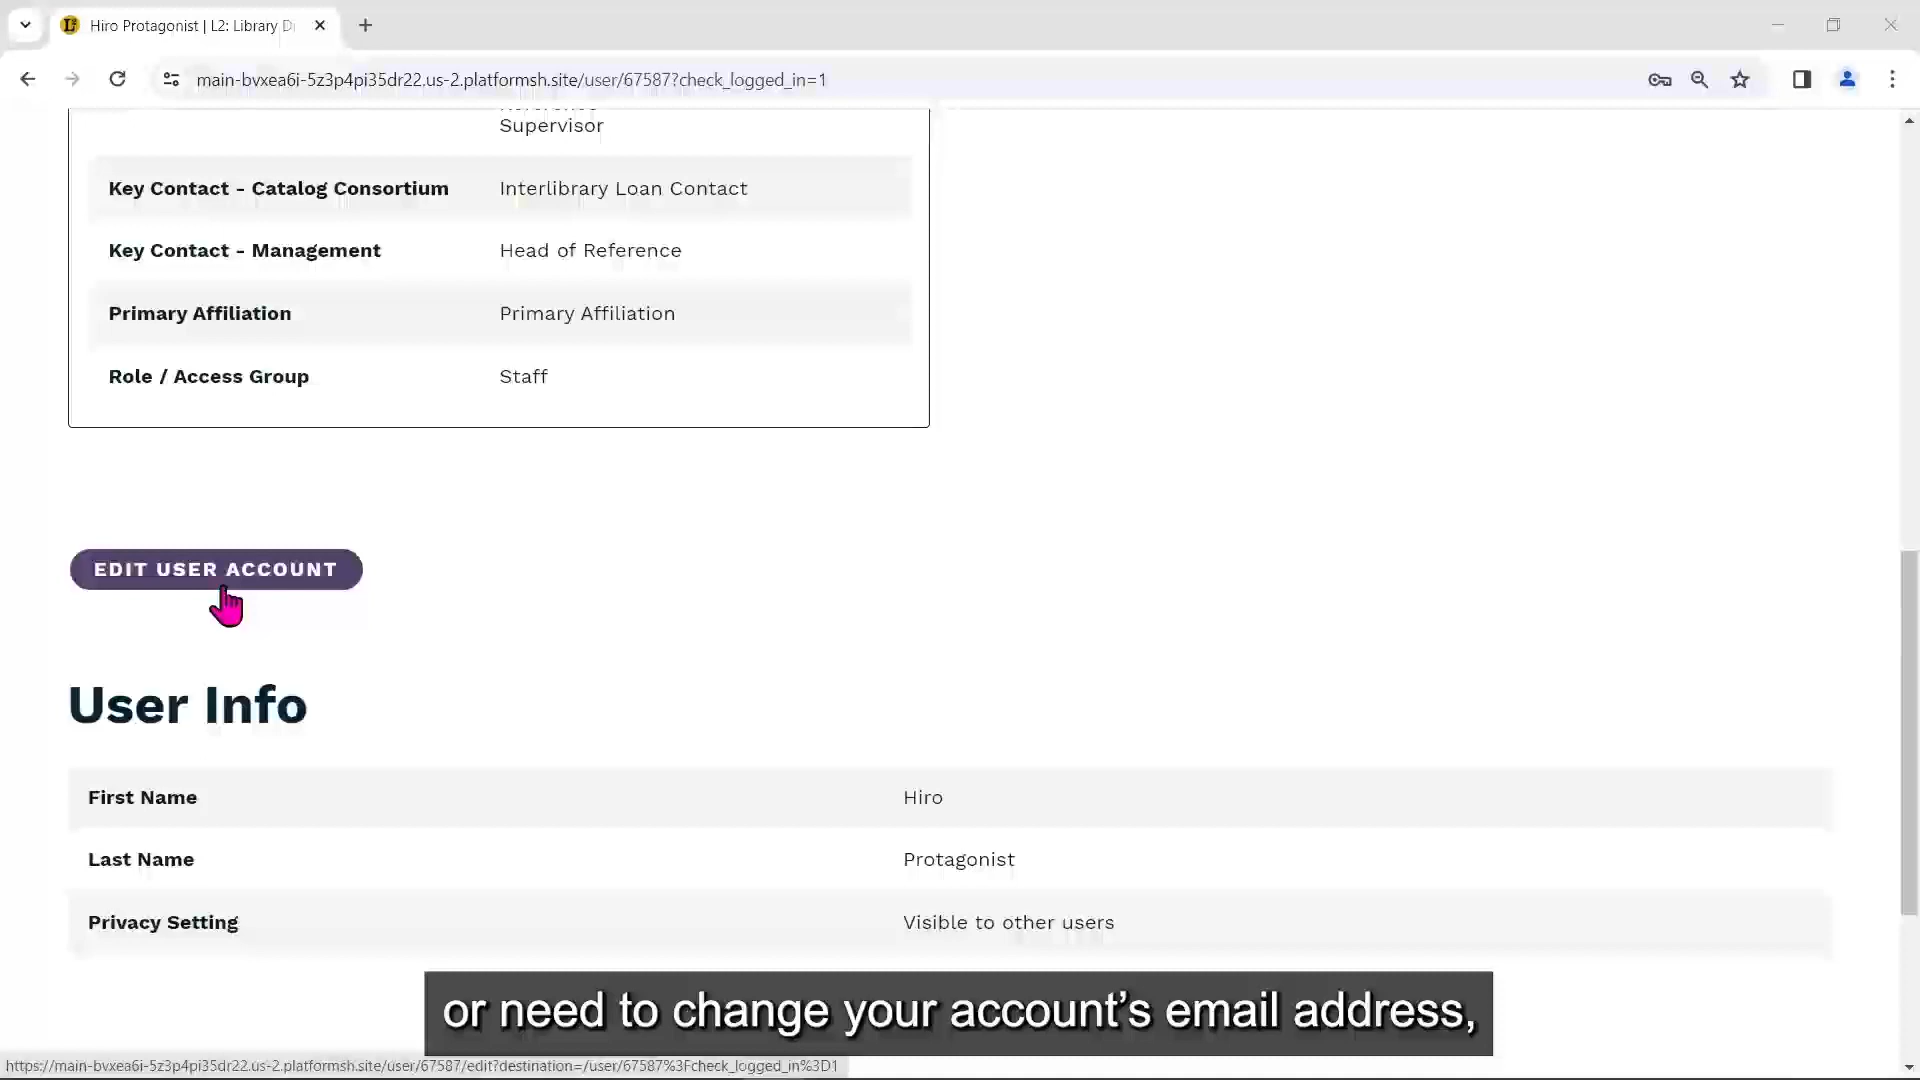 Hiro Protagonist | L2: Library Di
main-bvxea6i-5z3p4pi35dr22.us-2.platformsh.site/user/67587?check_logged_in=1
Supervisor
Key Contact - Catalog Consortium Interlibrary Loan Contact
Key Contact - Management Head of Reference
Primary Affiliation Primary Affiliation
Role / Access Group Staff
EDIT USER ACCOUNT
User Info
First Name Hiro
Last Name Protagonist
Privacy Setting Visible to other users
or need to change your account’s email address,
https://main-bvxea6i-5z3p4pi35dr22.us-2.platformsh.site/user/67587/edit?destination=/user/67587%3Fcheck_logged_in%3D1